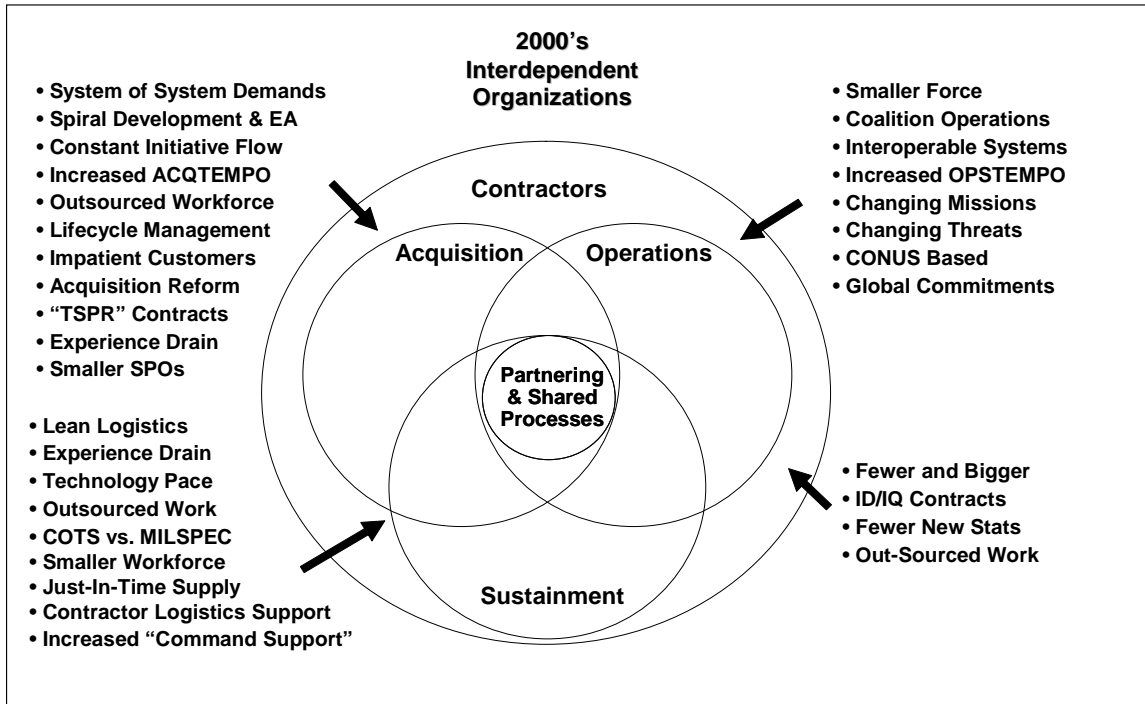 2000's
Interdependent
Organizations
• System of System Demands
• Spiral Development & EA
• Constant Initiative Flow
• Increased ACQTEMPO
• Outsourced Workforce
• Lifecycle Management
• Impatient Customers
• Acquisition Reform
• “TSPR” Contracts
• Experience Drain
• Smaller SPOs
• Smaller Force
• Coalition Operations
• Interoperable Systems
• Increased OPSTEMPO
• Changing Missions
• Changing Threats
• CONUS Based
• Global Commitments
Contractors
Acquisition
Operations
Partnering
& Shared
Processes
Sustainment
• Lean Logistics
• Experience Drain
• Technology Pace
• Outsourced Work
• COTS vs. MILSPEC
• Smaller Workforce
• Just-In-Time Supply
• Contractor Logistics Support
• Increased “Command Support”
• Fewer and Bigger
• ID/IQ Contracts
• Fewer New Stats
• Out-Sourced Work